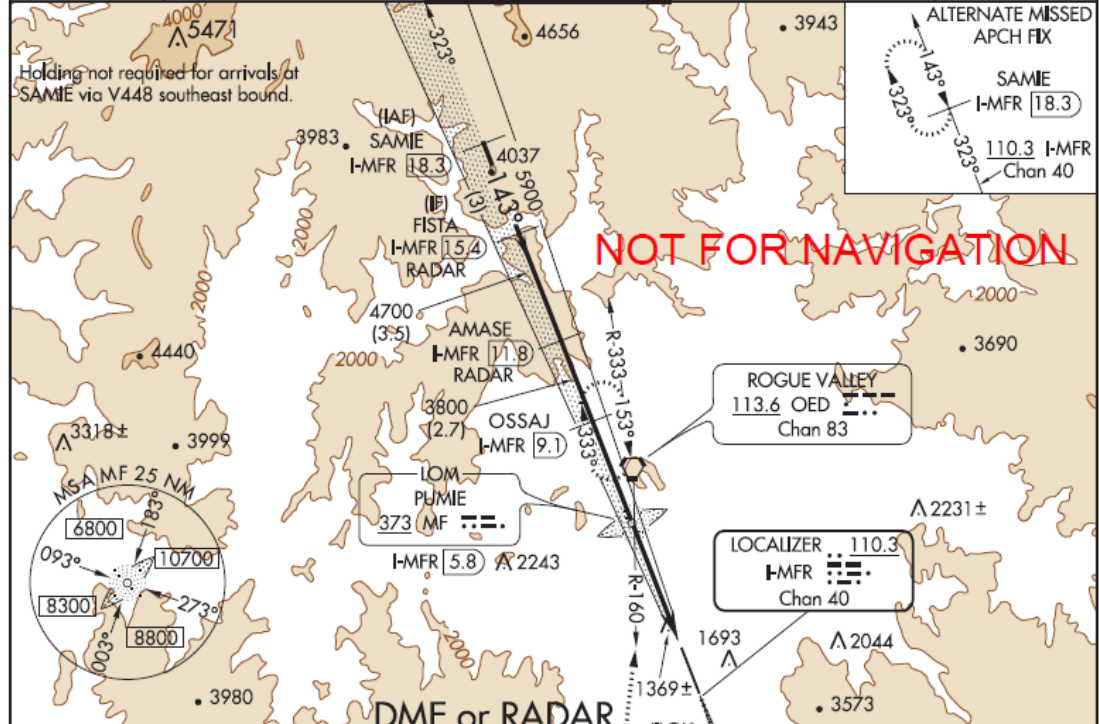 4000
5471
4656
3943
ALTERNATE MISSED
APCH FIX
SAMIE
I-MFR 18.3
143°
323°
323°
110.3 I-MFR
Chan 40
Holding not required for arrivals at
SAMIE via V448 southeast bound.
323°
3983
(IAF)
SAMIE
I-MFR 18.3
4037
5900
(3)
143°
(IF)
FISTA
I-MFR 15.4
RADAR
NOT FOR NAVIGATION
2000
2000
2000
2000
4700
(3.5)
AMASE
I-MFR 11.8
RADAR
4440
3690
R-333
153°
333°
3800
(2.7)
OSSAJ
I-MFR 9.1
ROGUE VALLEY
113.6 OED
Chan 83
3318±
3999
LOM
PUMIE
373 MF
I-MFR 5.8
2243
2231±
MSA MF 25 NM
6800
183°
093°
10700
8300
273°
8800
003°
LOCALIZER 110.3
I-MFR
Chan 40
R-160
1693
2044
2000
1369±
3980
3573
DME or RADAR